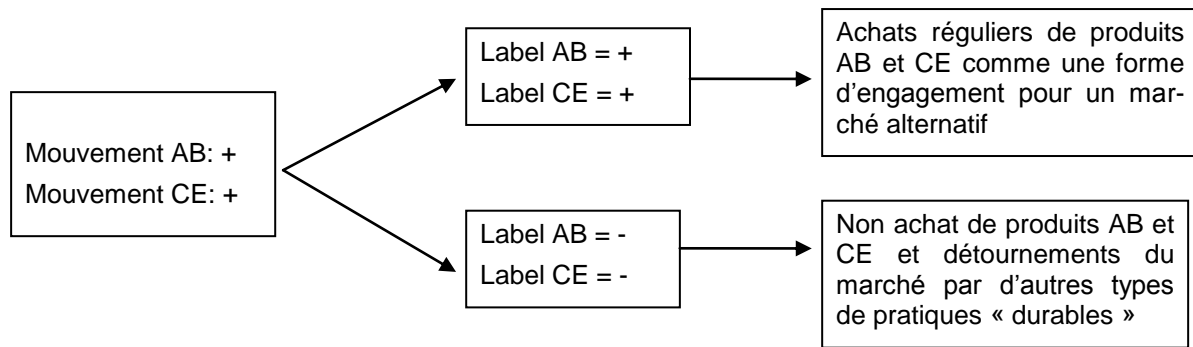 Mouvement AB: +
Mouvement CE: +
Label AB = +
Label CE = +
Achats réguliers de produits
AB et CE comme une forme
d’engagement pour un mar-
ché alternatif
Label AB = -
Label CE = -
Non achat de produits AB et
CE et détournements du
marché par d’autres types
de pratiques « durables »